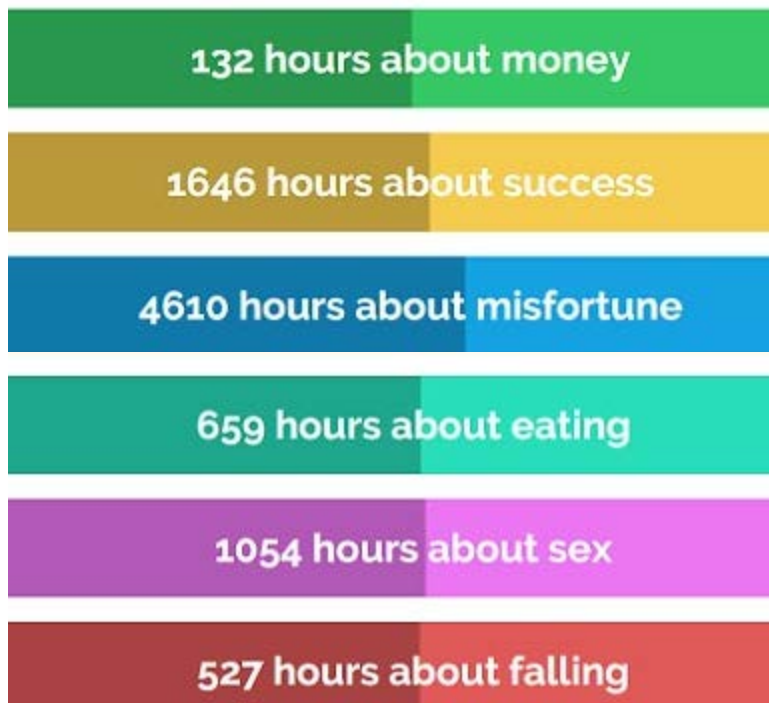 132 hours about money
1646 hours about success
4610 hours about misfortune
659 hours about eating
1054 hours about sex
527 hours about falling